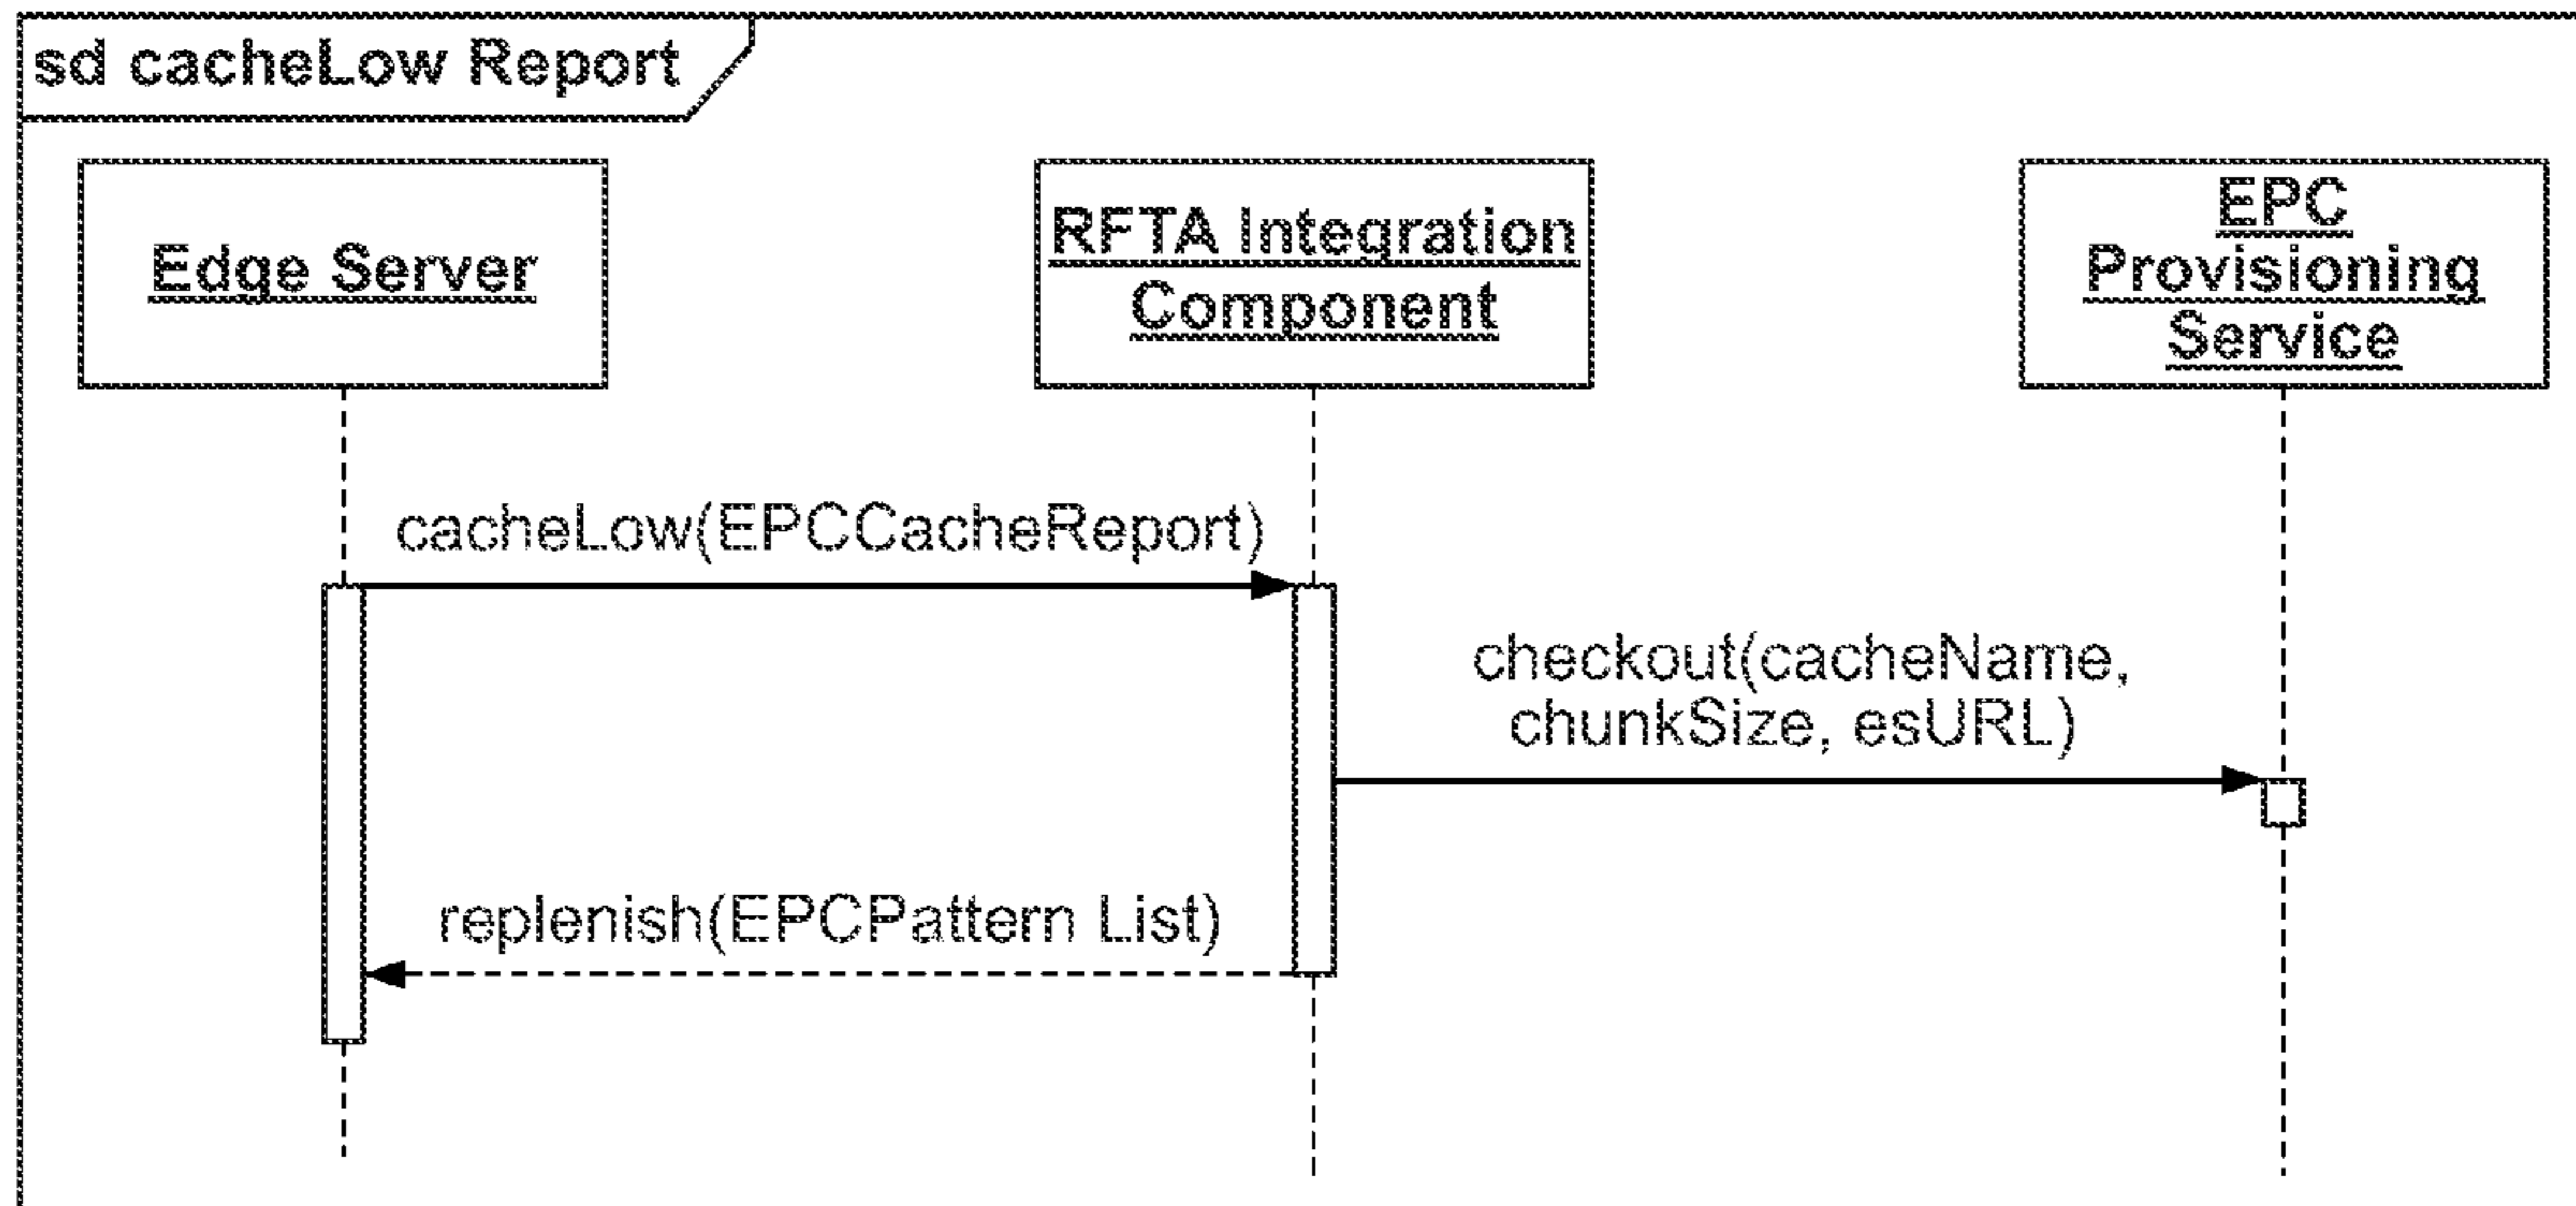 sd cacheLow Report
Edge Server
RFTA Integration
Component
EPC
Provisioning
Service
cacheLow(EPCCacheReport)
checkout(cacheName,
chunkSize, esURL)
replenish(EPCPattern List)